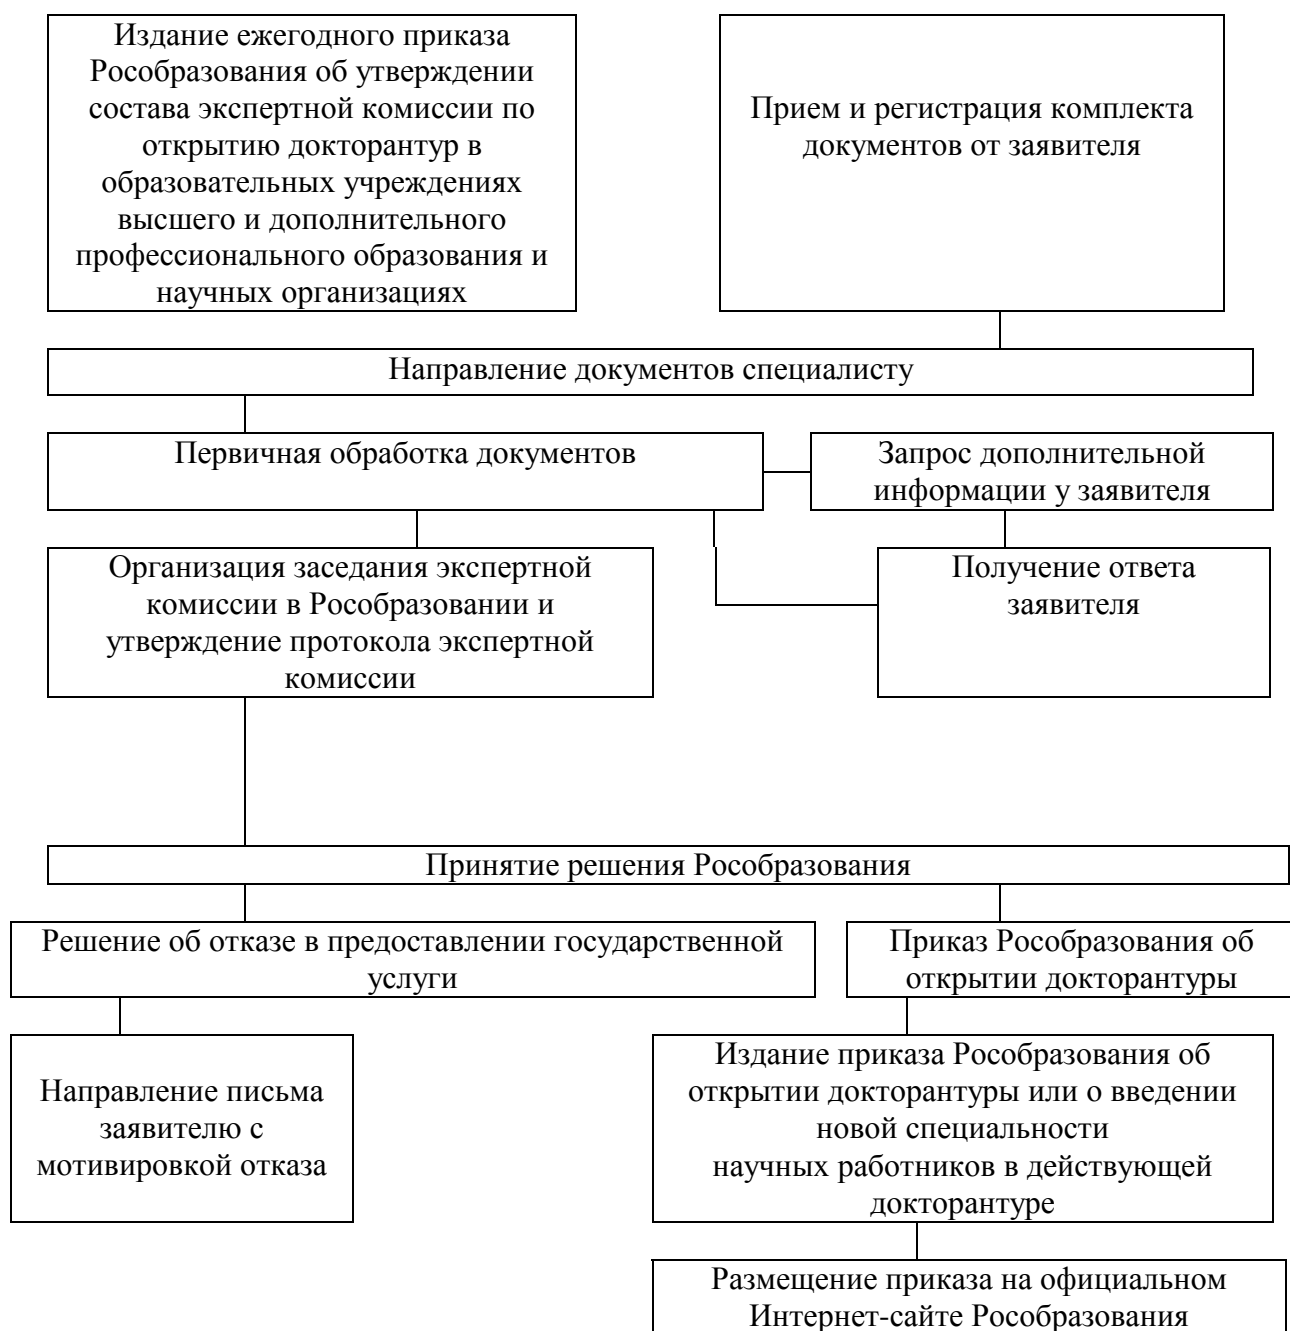 Издание ежегодного приказа
Рособразования об утверждении
состава экспертной комиссии по
открытию докторантур в
образовательных учреждениях
высшего и дополнительного
профессионального образования и
научных организациях
Прием и регистрация комплекта
документов от заявителя
Направление документов специалисту
Первичная обработка документов
Запрос дополнительной
информации у заявителя
Организация заседания экспертной
комиссии в Рособразовании и
утверждение протокола экспертной
комиссии
Получение ответа
заявителя
Принятие решения Рособразования
Решение об отказе в предоставлении государственной
услуги
Приказ Рособразования об
открытии докторантуры
Направление письма
заявителю с
мотивировкой отказа
Издание приказа Рособразования об
открытии докторантуры или о введении
новой специальности
научных работников в действующей
докторантуре
Размещение приказа на официальном
Интернет-сайте Рособразования